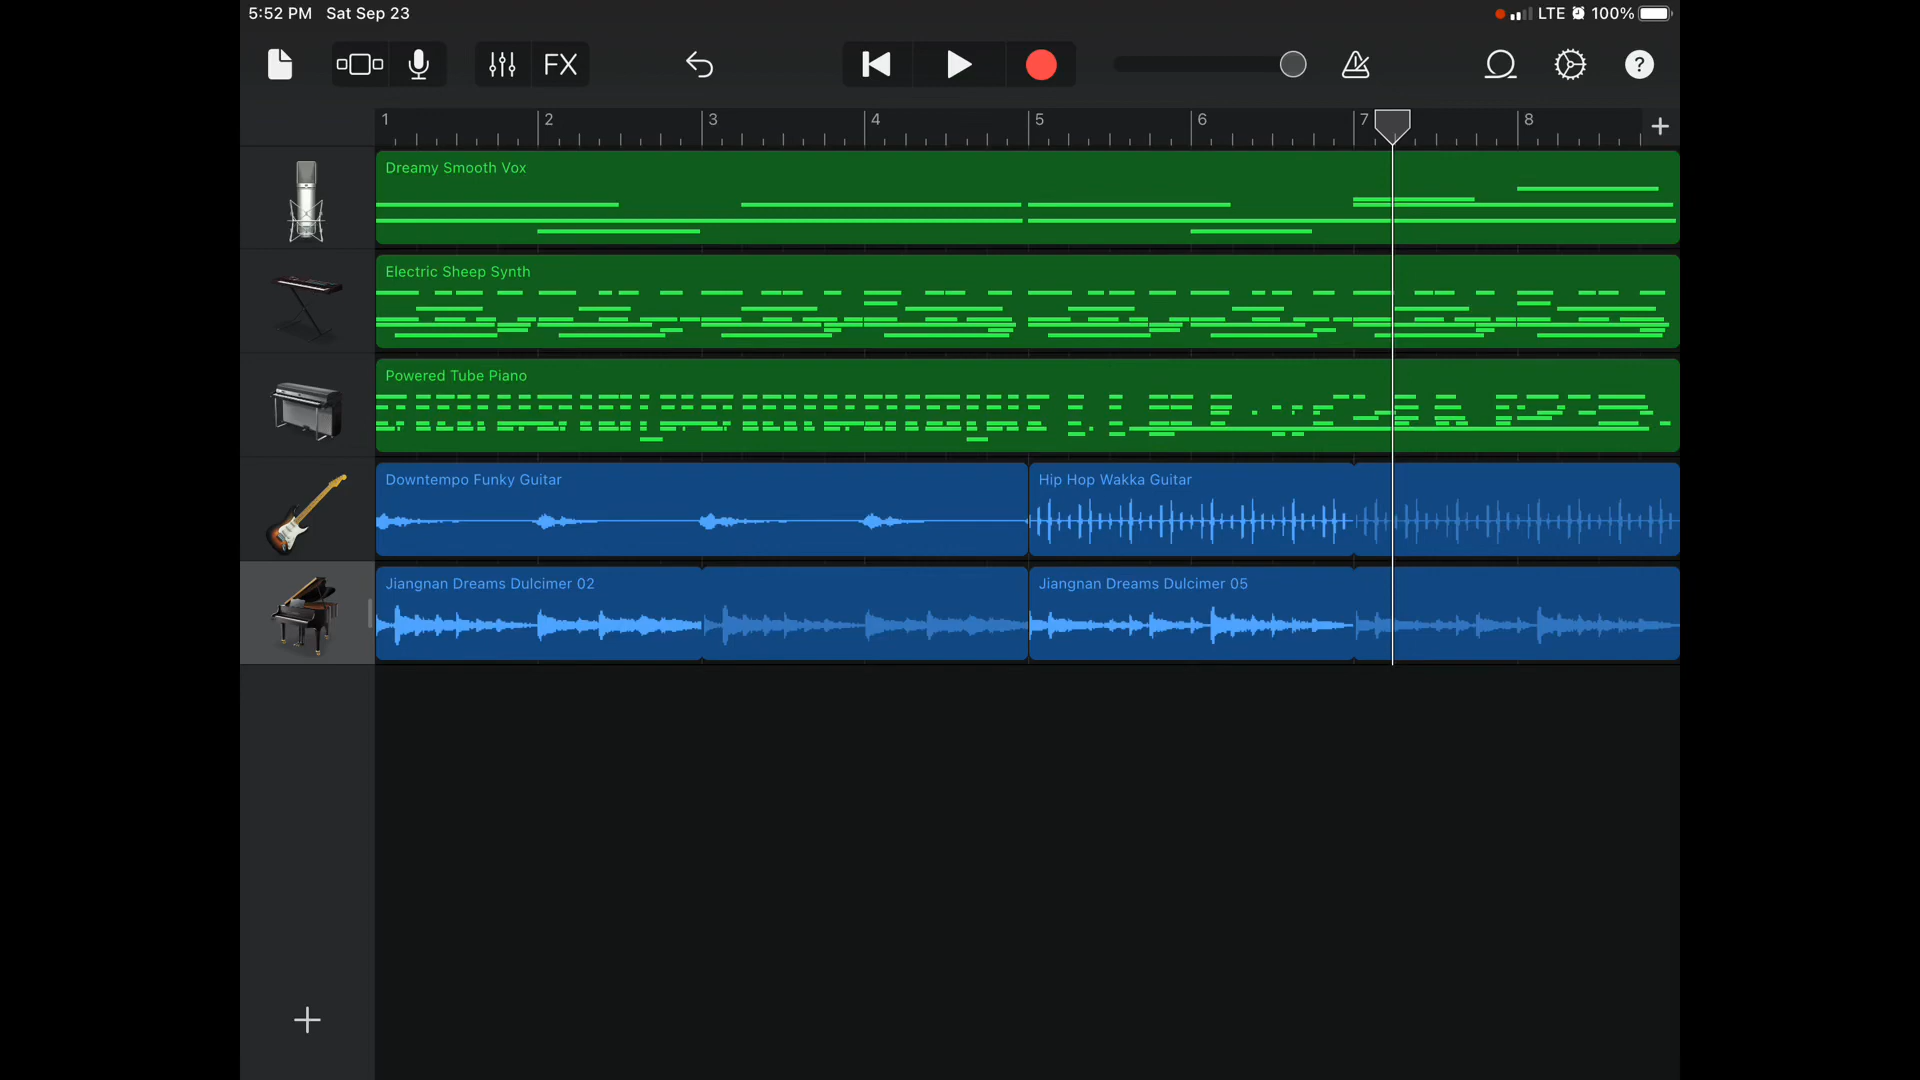 5:52 PM Sat Sep 23
LTE 100%
FX
?
1 2 3 4 5 6 7 8
Dreamy Smooth Vox
Electric Sheep Synth
Powered Tube Piano
Downtempo Funky Guitar Hip Hop Wakka Guitar
Jiangnan Dreams Dulcimer 02 Jiangnan Dreams Dulcimer 05